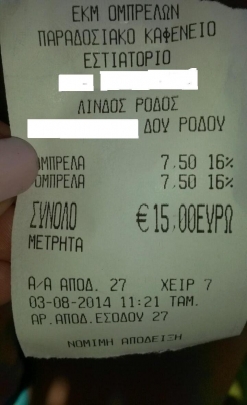 ΕΚΜ ΟΜΠΡΕΛΩΝ
ΠΑΡΑΔΟΣΙΑΚΟ ΚΑΦΕΝΕΙΟ
ΕΣΤΙΑΤΟΡΙΟ
ΛΙΝΔΟΣ ΡΟΔΟΣ
ΔΟΥ ΡΟΔΟΥ
ΟΜΠΡΕΛΑ 7.50 16%
ΟΜΠΡΕΛΑ 7.50 16%
ΣΥΝΟΛΟ €15.00ΕΥΡΩ
ΜΕΤΡΗΤΑ
Α/Α ΑΠΟΔ. 27 ΧΕΙΡ 7
03-08-2014 11:21 ΤΑΜ.
ΑΡ.ΑΠΟΔ.ΕΣΟΔΟΥ 27
ΝΟΜΙΜΗ ΑΠΟΔΕΙΞΗ